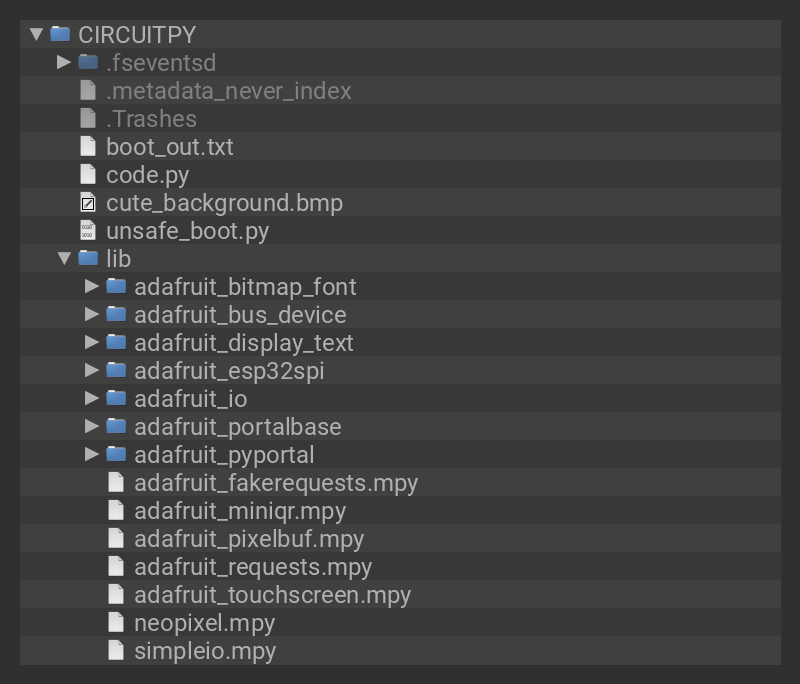 CIRCUITPY
.fseventsd
.metadata_never_index
.Trashes
boot_out.txt
code.py
cute_background.bmp
unsafe_boot.py
lib
adafruit_bitmap_font
adafruit_bus_device
adafruit_display_text
adafruit_esp32spi
adafruit_io
adafruit_portalbase
adafruit_pyportal
adafruit_fakerequests.mpy
adafruit_miniqr.mpy
adafruit_pixelbuf.mpy
adafruit_requests.mpy
adafruit_touchscreen.mpy
neopixel.mpy
simpleio.mpy